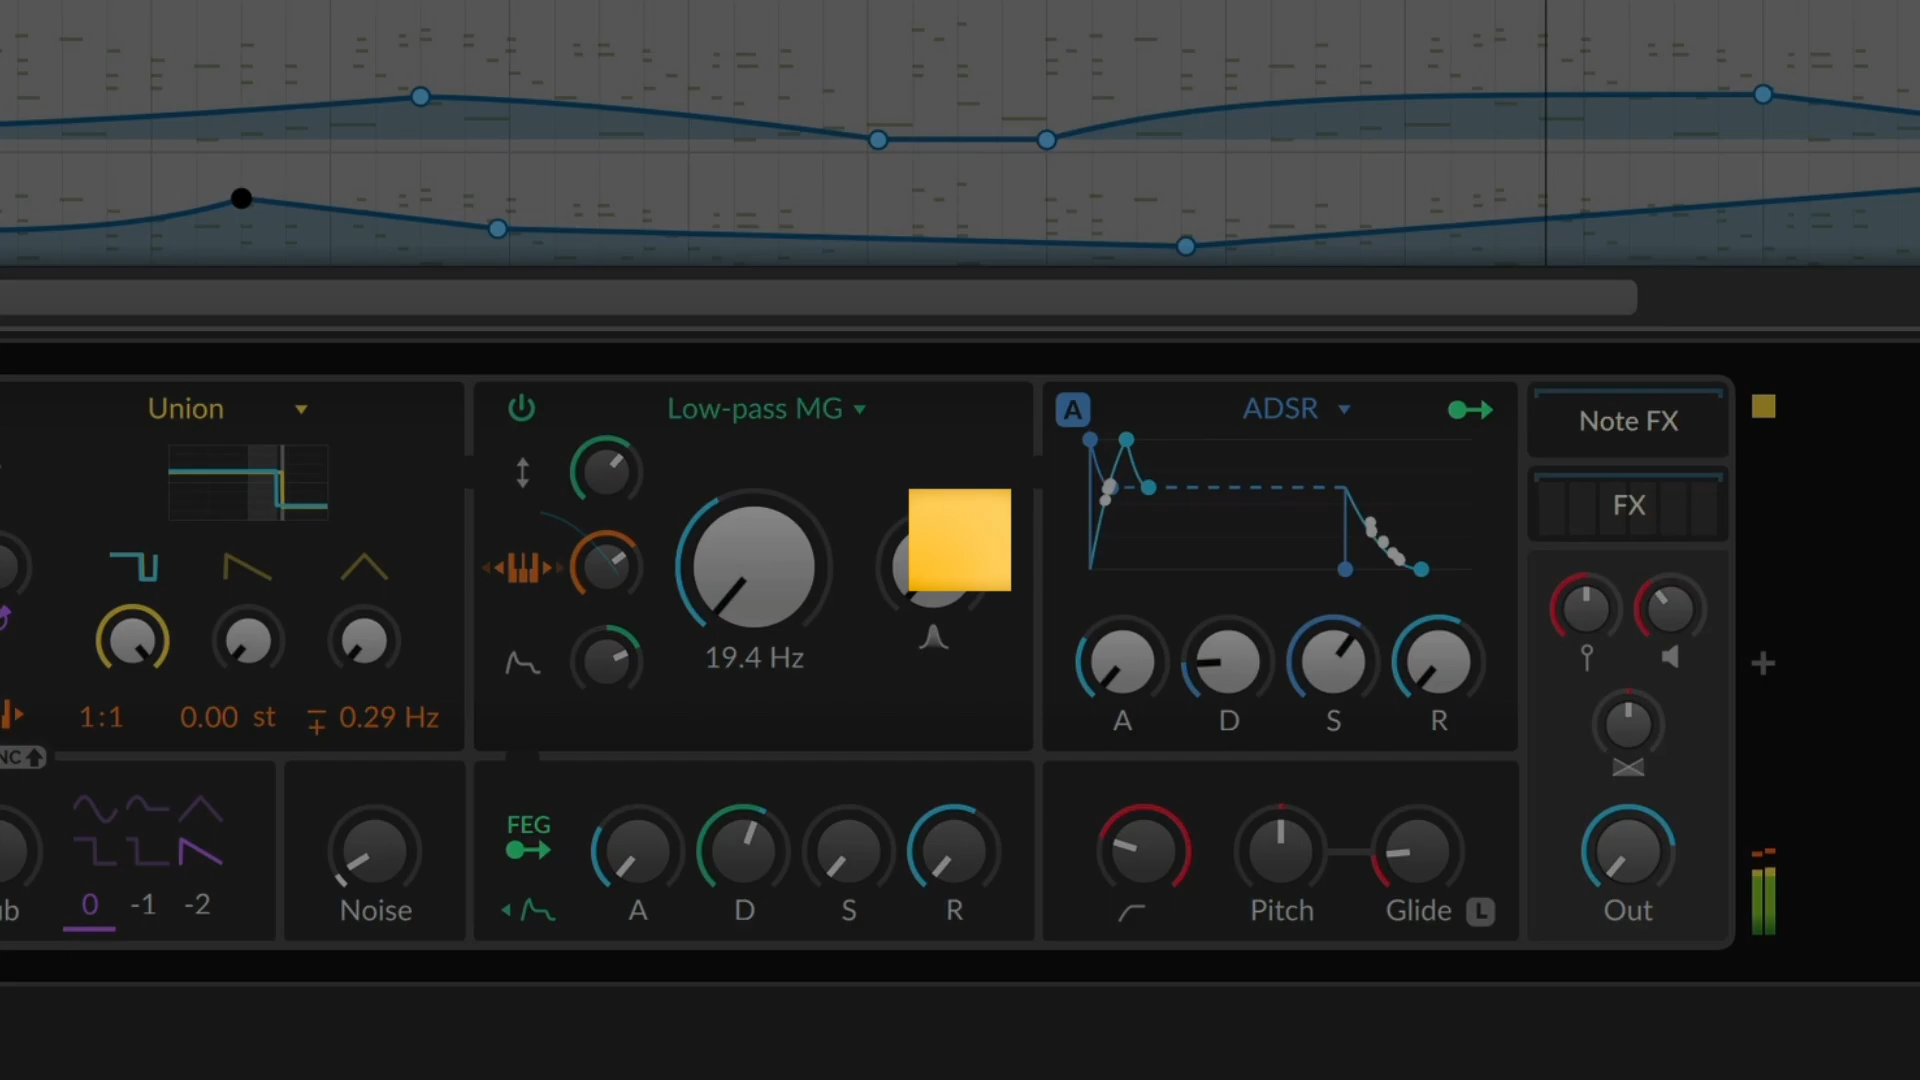 Union
Low-pass MG
A
ADSR
Note FX
FX
19.4 Hz
A
D
S
R
1:1
0.00 st
0.29 Hz
NC
FEG
0
-1
-2
Noise
A
D
S
R
Pitch
Glide
L
Out